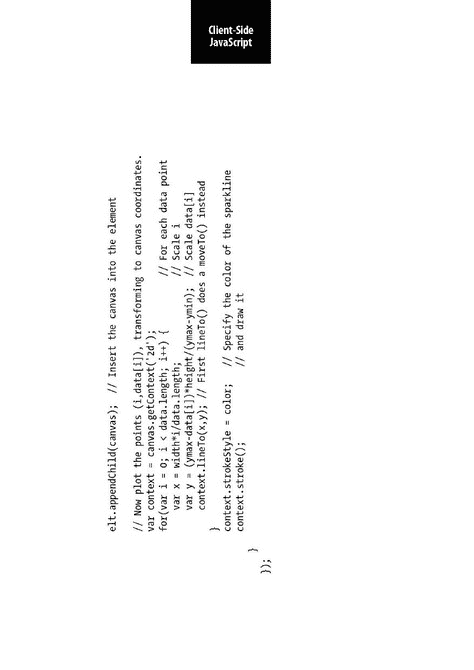 Client-Side
JavaScript
elt.appendChild(canvas);  // Insert the canvas into the element
// Now plot the points (i,data[i]), transforming to canvas coordinates.
var context = canvas.getContext('2d');
for(var i = 0; i < data.length; i++) {          // For each data point
var x = width*i/data.length;                // Scale i
var y = (ymax-data[i])*height/(ymax-ymin);  // Scale data[i]
context.lineTo(x,y); // First lineTo() does a moveTo() instead
}
context.strokeStyle = color;   // Specify the color of the sparkline
context.stroke();              // and draw it
}
});